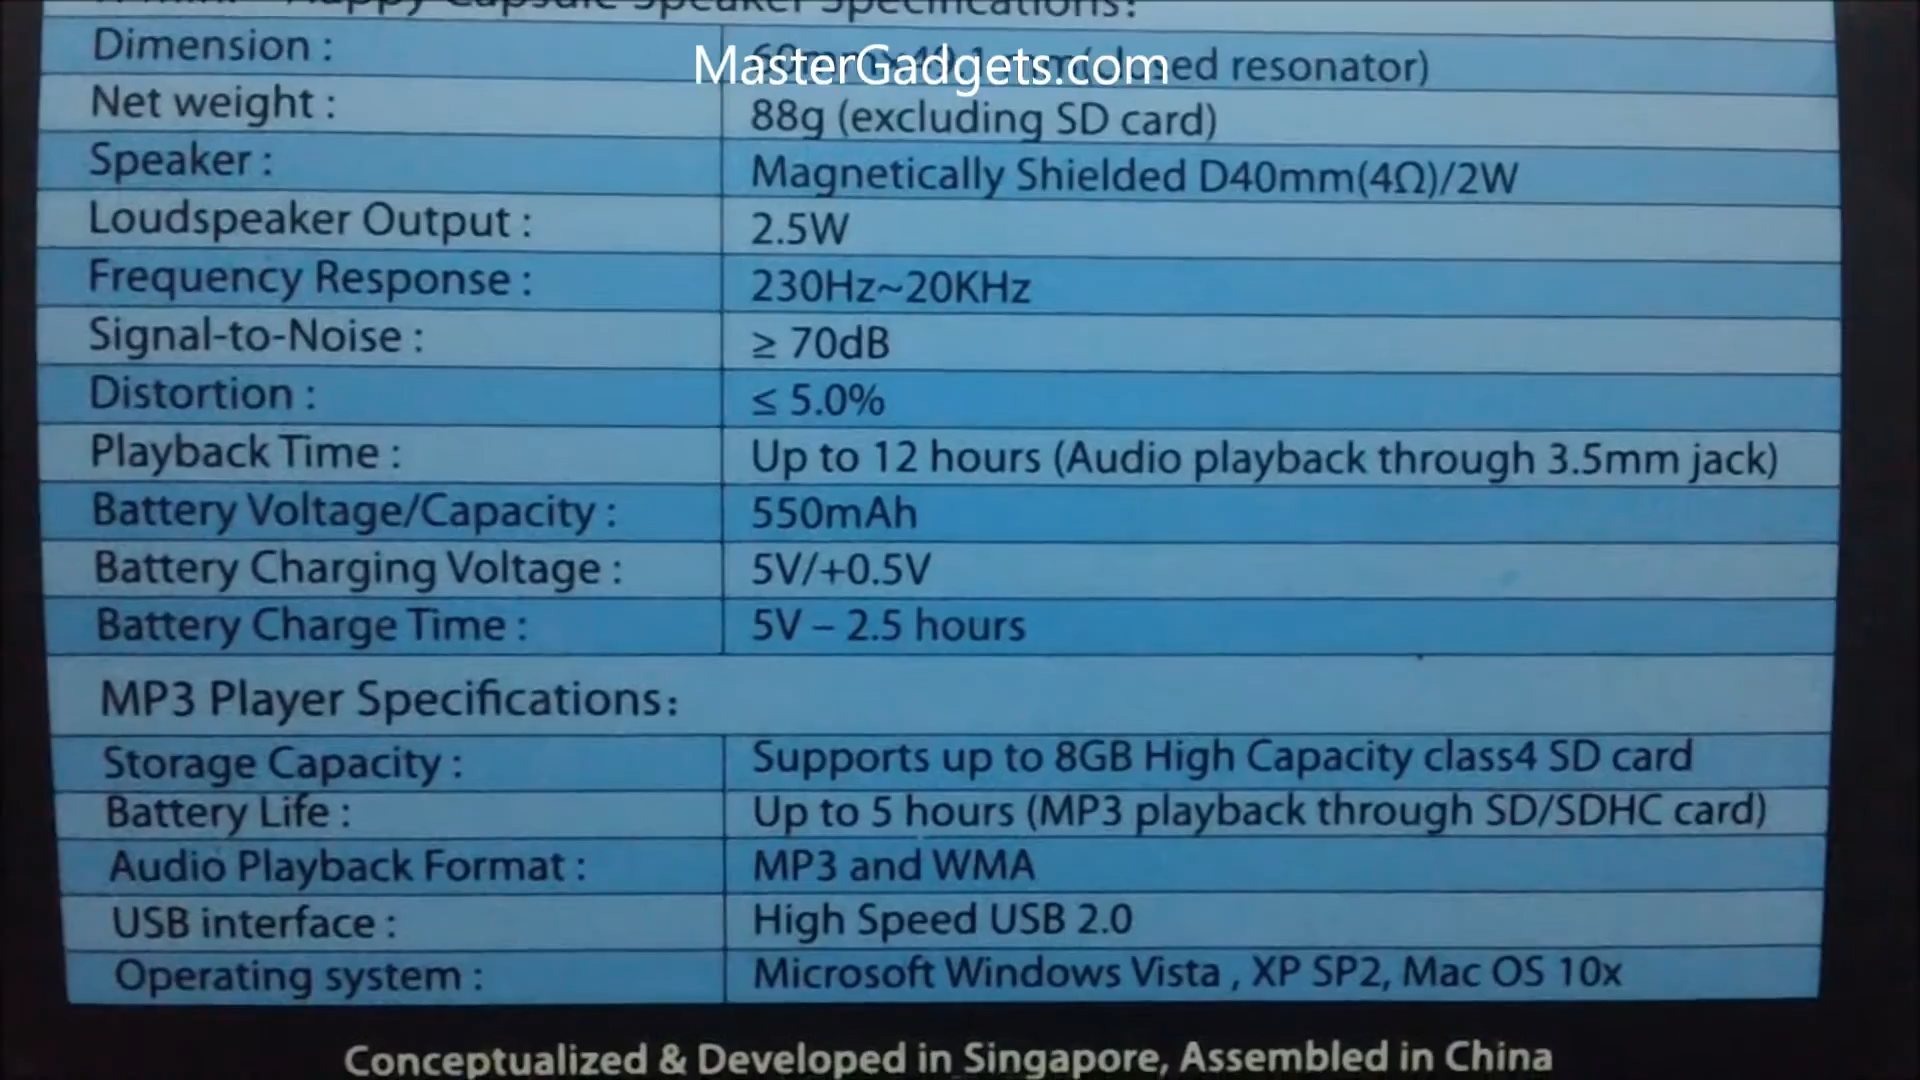 Happy Capsule Speaker Specifications:
Dimension :
MasterGadgets.com
resonator)
Net weight :
88g (excluding SD card)
Speaker :
Magnetically Shielded D40mm(4Ω)/2W
Loudspeaker Output :
2.5W
Frequency Response :
230Hz~20KHz
Signal-to-Noise :
≥ 70dB
Distortion :
≤ 5.0%
Playback Time :
Up to 12 hours (Audio playback through 3.5mm jack)
Battery Voltage/Capacity :
550mAh
Battery Charging Voltage :
5V/+0.5V
Battery Charge Time :
5V – 2.5 hours
MP3 Player Specifications:
Storage Capacity :
Supports up to 8GB High Capacity class4 SD card
Battery Life :
Up to 5 hours (MP3 playback through SD/SDHC card)
Audio Playback Format :
MP3 and WMA
USB interface :
High Speed USB 2.0
Operating system :
Microsoft Windows Vista , XP SP2, Mac OS 10x
Conceptualized & Developed in Singapore, Assembled in China